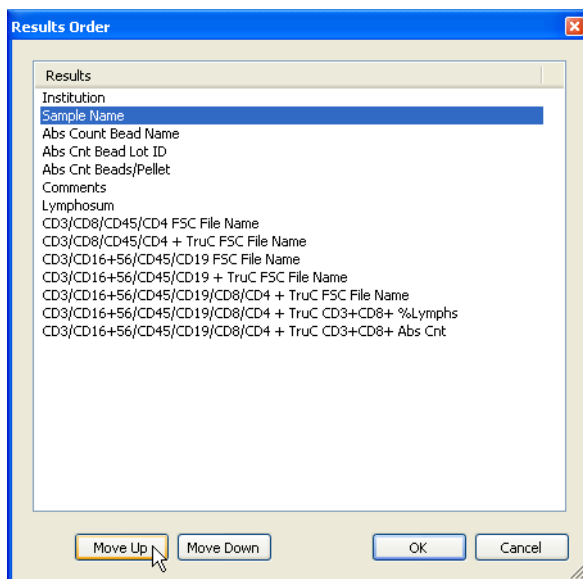 Results Order
Results
Institution
Sample Name
Abs Count Bead Name
Abs Cnt Bead Lot ID
Abs Cnt Beads/Pellet
Comments
Lymphosum
CD3/CD8/CD45/CD4 FSC File Name
CD3/CD8/CD45/CD4 + TruC FSC File Name
CD3/CD16+56/CD45/CD19 FSC File Name
CD3/CD16+56/CD45/CD19 + TruC FSC File Name
CD3/CD16+56/CD45/CD19/CD8/CD4 + TruC FSC File Name
CD3/CD16+56/CD45/CD19/CD8/CD4 + TruC CD3+CD8+ %Lymphs
CD3/CD16+56/CD45/CD19/CD8/CD4 + TruC CD3+CD8+ Abs Cnt
Move Up Move Down OK Cancel